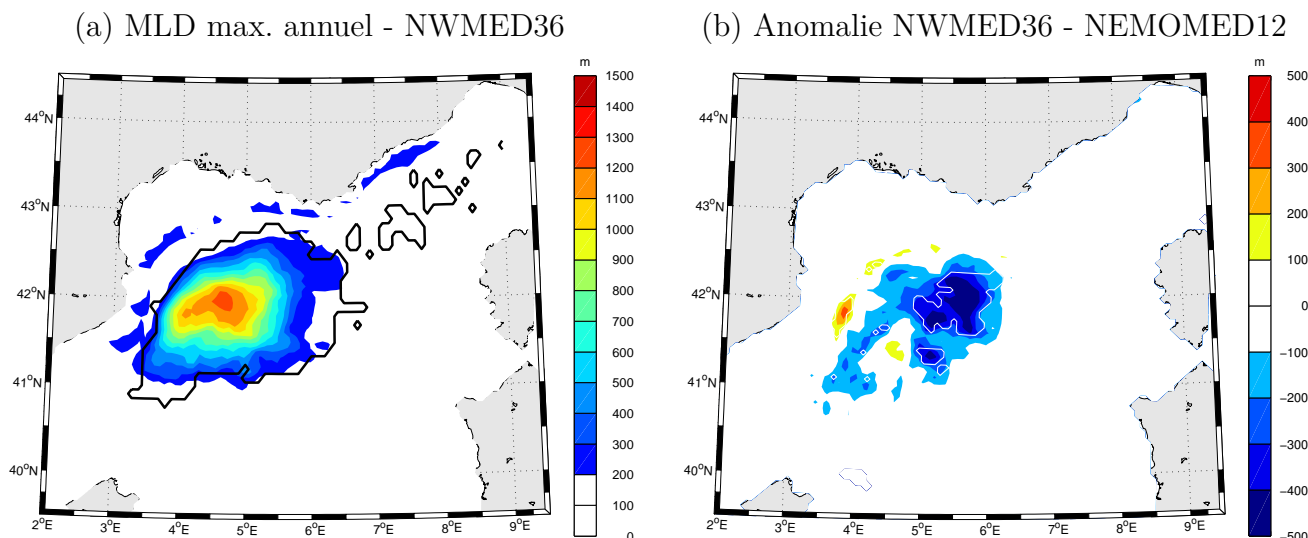 (a) MLD max. annuel - NWMED36
(b) Anomalie NWMED36 - NEMOMED12
m
1500
1400
1300
1200
1100
1000
900
800
700
600
500
400
300
200
100
0
44°N
43°N
42°N
41°N
40°N
2°E 3°E 4°E 5°E 6°E 7°E 8°E 9°E
m
500
400
300
200
100
0
−100
−200
−300
−400
−500
44°N
43°N
42°N
41°N
40°N
2°E 3°E 4°E 5°E 6°E 7°E 8°E 9°E